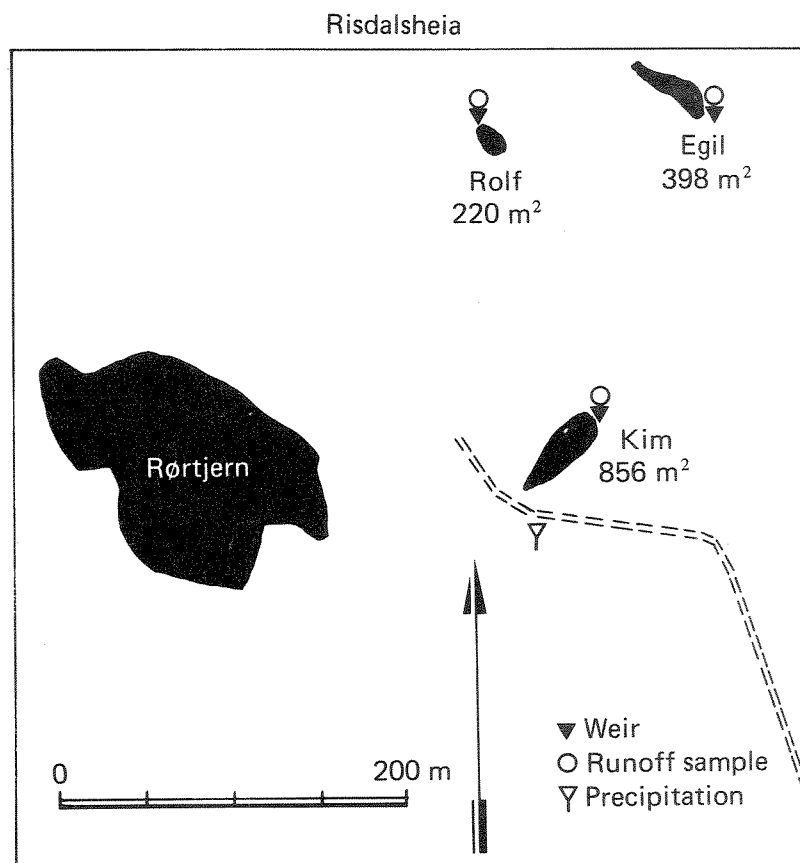 Risdalsheia
Rolf
220 m²
Egil
398 m²
Rørtjern
Kim
856 m²
0
200 m
Weir
Runoff sample
Precipitation